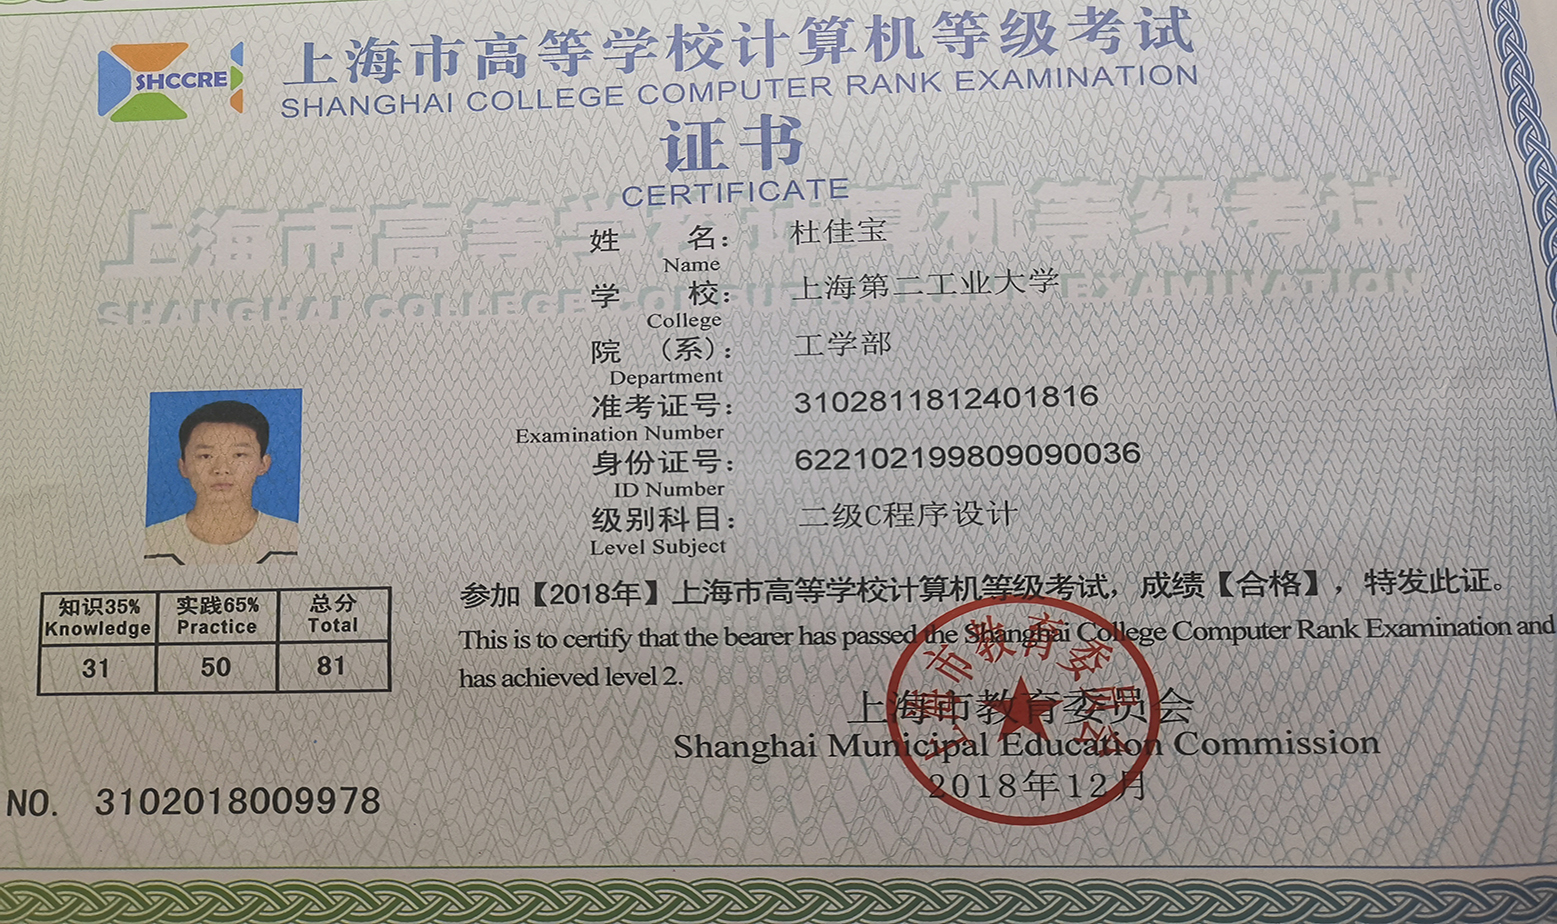 SHCCRE
上海市高等学校计算机等级考试
SHANGHAI COLLEGE COMPUTER RANK EXAMINATION
证书
CERTIFICATE
上海市高等学校计算机等级考试
SHANGHAI COLLEGE COMPUTER RANK EXAMINATION
姓名： 杜佳宝
Name
学校： 上海第二工业大学
College
院（系）： 工学部
Department
准考证号： 3102811812401816
Examination Number
身份证号： 622102199809090036
ID Number
级别科目： 二级C程序设计
Level Subject
知识35% 实践65% 总分
Knowledge Practice Total
31 50 81
参加【2018年】上海市高等学校计算机等级考试，成绩【合格】，特发此证。
This is to certify that the bearer has passed the Shanghai College Computer Rank Examination and
has achieved level 2.
上海市教育委员会
上海市教育委员会
Shanghai Municipal Education Commission
2018年12月
NO. 3102018009978